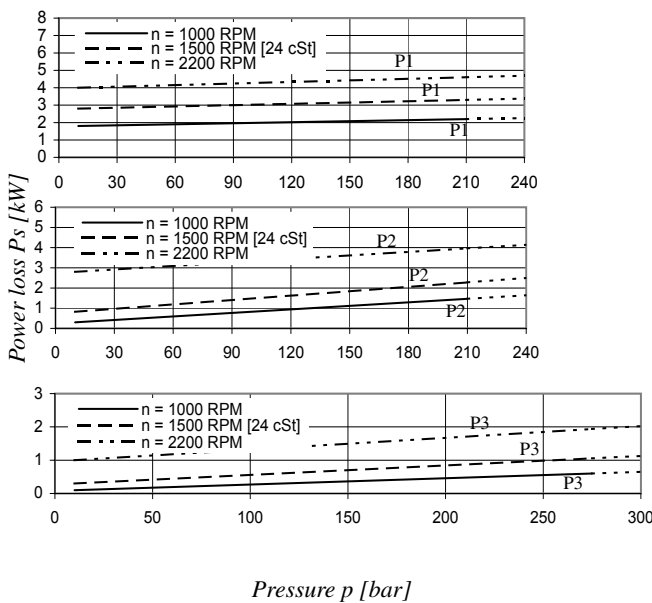 Power loss Ps [kW]
8
7
6
5
4
3
2
1
0
n = 1000 RPM
n = 1500 RPM [24 cSt]
n = 2200 RPM
P1
P1
P1
0 30 60 90 120 150 180 210 240
6
5
4
3
2
1
0
n = 1000 RPM
n = 1500 RPM [24 cSt]
n = 2200 RPM
P2
P2
P2
0 30 60 90 120 150 180 210 240
3
2
1
0
n = 1000 RPM
n = 1500 RPM [24 cSt]
n = 2200 RPM
P3
P3
P3
0 50 100 150 200 250 300
Pressure p [bar]